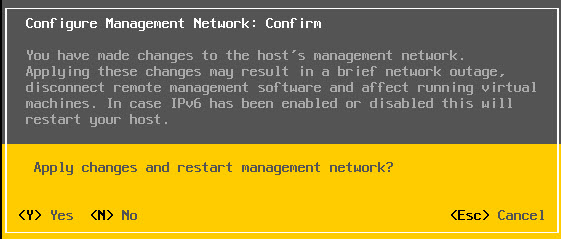 Configure Management Network: Confirm
You have made changes to the host's management network.
Applying these changes may result in a brief network outage,
disconnect remote management software and affect running virtual
machines. In case IPv6 has been enabled or disabled this will
restart your host.
Apply changes and restart management network?
<Y> Yes <N> No <Esc> Cancel